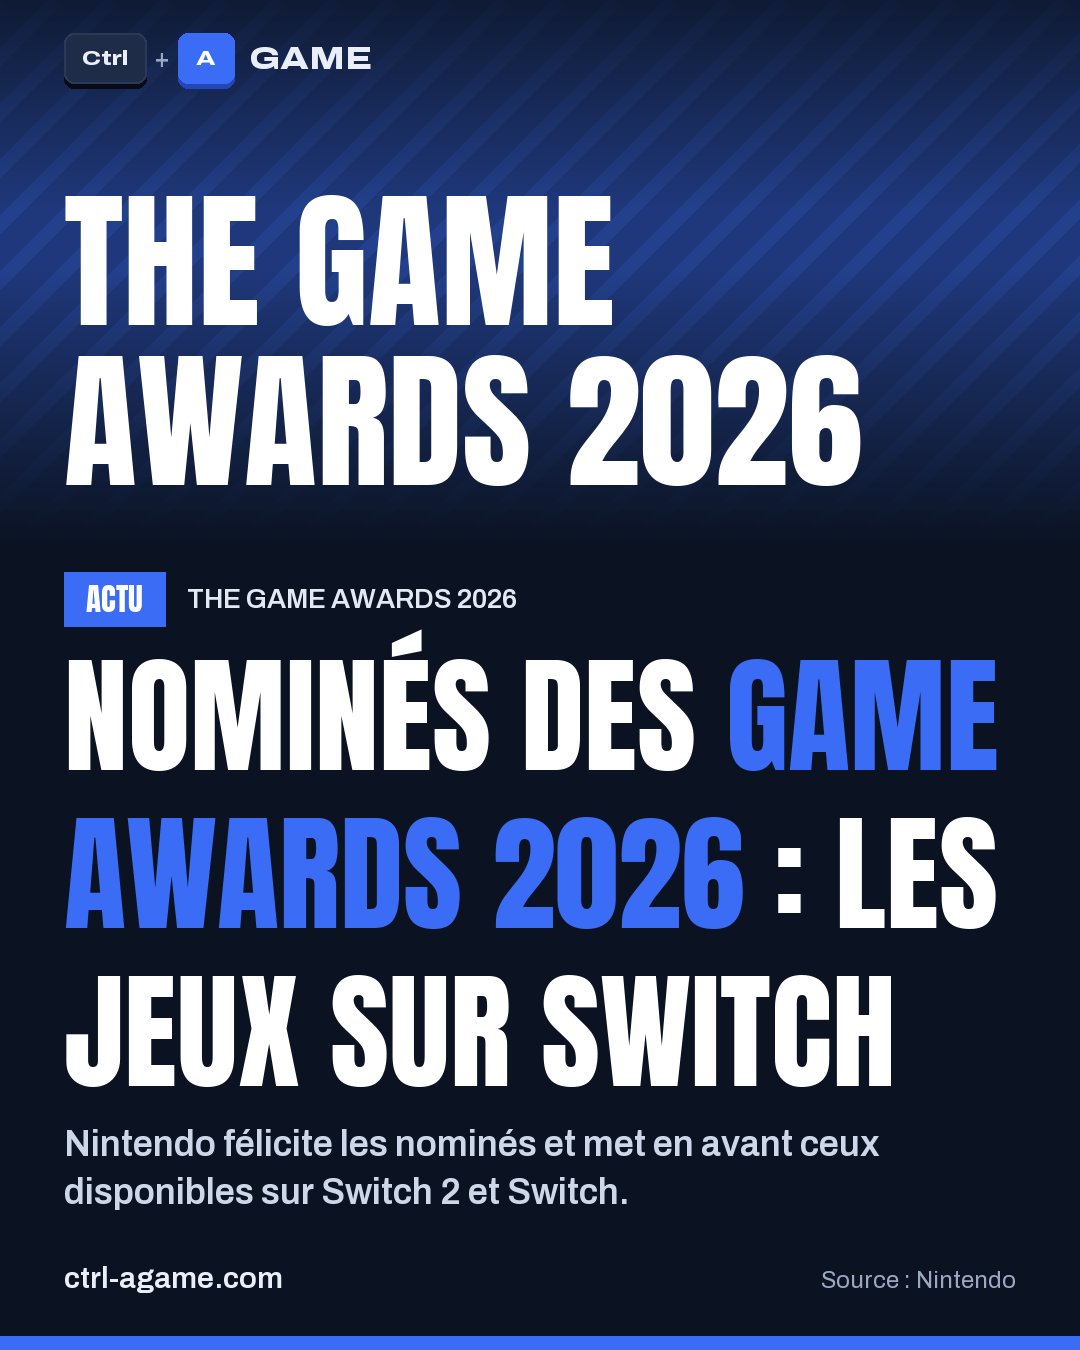 Ctrl + A GAME
THE GAME
AWARDS 2026
ACTU THE GAME AWARDS 2026
NOMINÉS DES GAME
AWARDS 2026 : LES
JEUX SUR SWITCH
Nintendo félicite les nominés et met en avant ceux
disponibles sur Switch 2 et Switch.
ctrl-agame.com Source : Nintendo